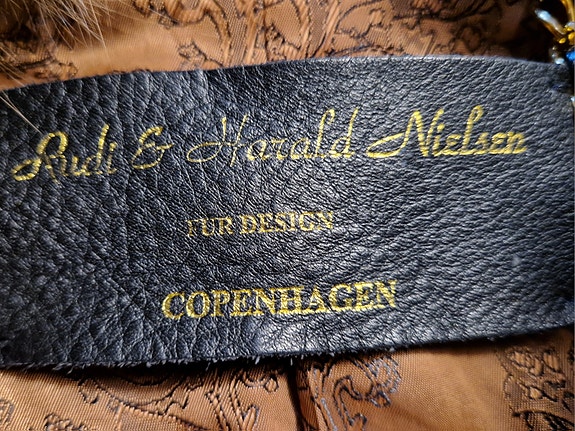 Rudi & Harald Nielsen
FUR DESIGN
COPENHAGEN